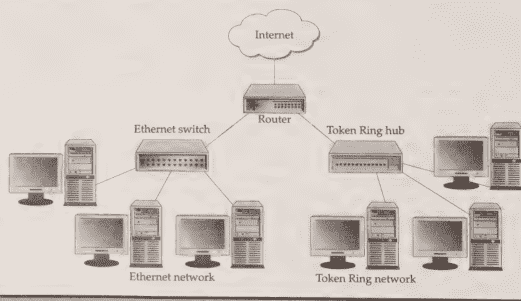 Internet
Router
Ethernet switch
Token Ring hub
Ethernet network
Token Ring network